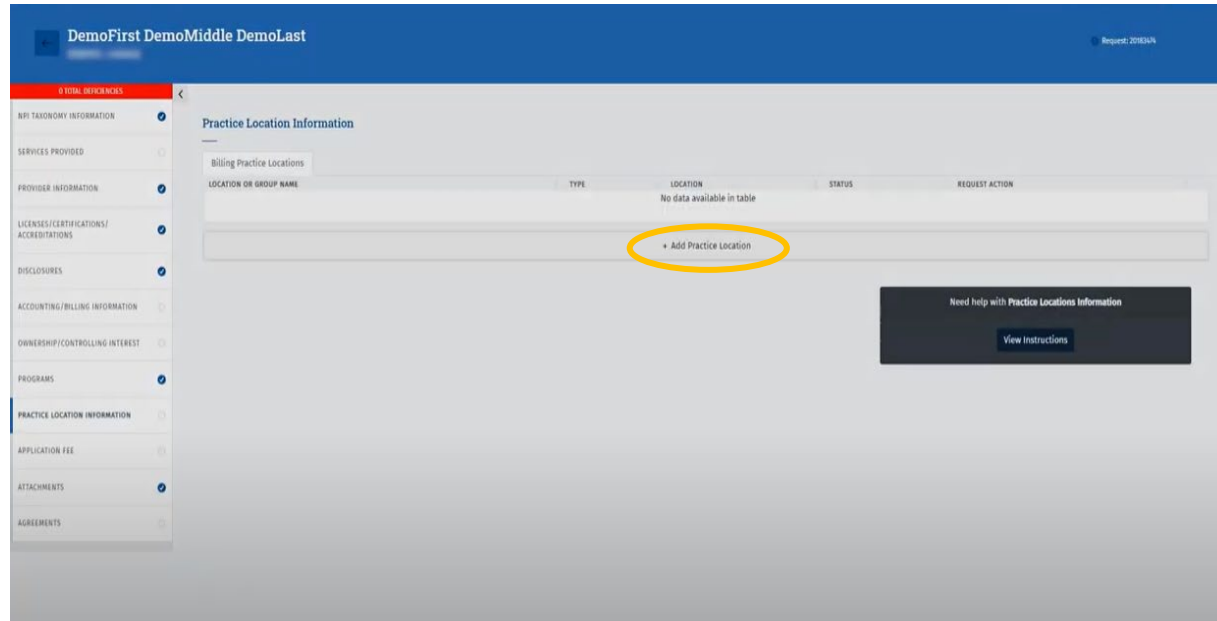 DemoFirst DemoMiddle DemoLast
Request: 20183474
0 TOTAL DEFICIENCIES
NPI TAXONOMY INFORMATION
SERVICES PROVIDED
PROVIDER INFORMATION
LICENSES/CERTIFICATIONS/
ACCREDITATIONS
DISCLOSURES
ACCOUNTING/BILLING INFORMATION
OWNERSHIP/CONTROLLING INTEREST
PROGRAMS
PRACTICE LOCATION INFORMATION
APPLICATION FEE
ATTACHMENTS
AGREEMENTS
Practice Location Information
Billing Practice Locations
LOCATION OR GROUP NAME TYPE LOCATION STATUS REQUEST ACTION
No data available in table
+ Add Practice Location
Need help with Practice Locations Information
View Instructions